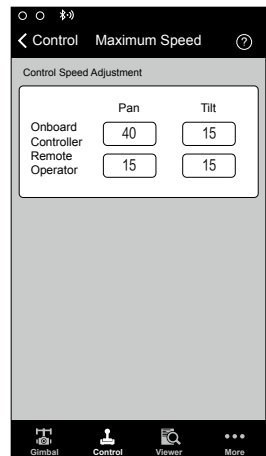 Control Maximum Speed ?
Control Speed Adjustment
Pan Tilt
Onboard
Controller 40 15
Remote
Operator 15 15
Gimbal Control Viewer More